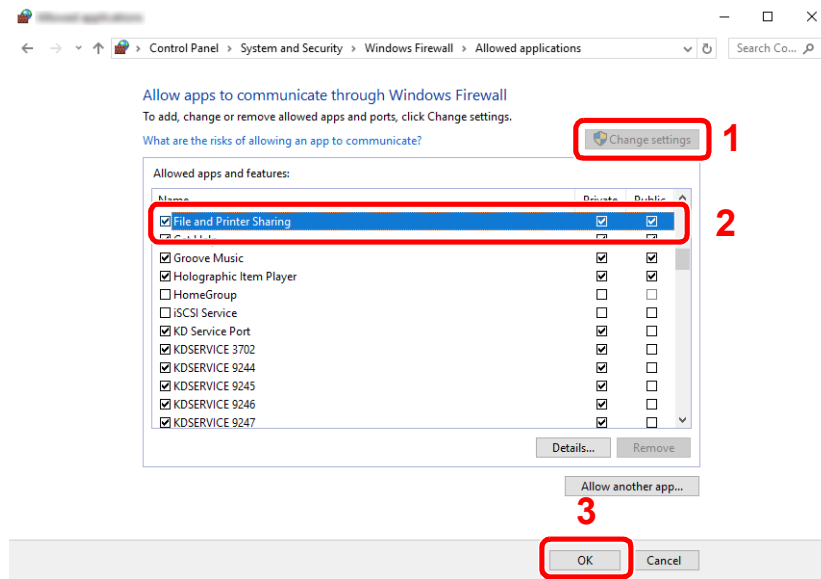 Control Panel > System and Security > Windows Firewall > Allowed applications
Search Co...
Allow apps to communicate through Windows Firewall
To add, change or remove allowed apps and ports, click Change settings.
What are the risks of allowing an app to communicate?
Change settings
1
Allowed apps and features:
Name Private Public
File and Printer Sharing
2
Get Help
Groove Music
Holographic Item Player
HomeGroup
iSCSI Service
KD Service Port
KDSERVICE 3702
KDSERVICE 9244
KDSERVICE 9245
KDSERVICE 9246
KDSERVICE 9247
Details... Remove
Allow another app...
3
OK Cancel